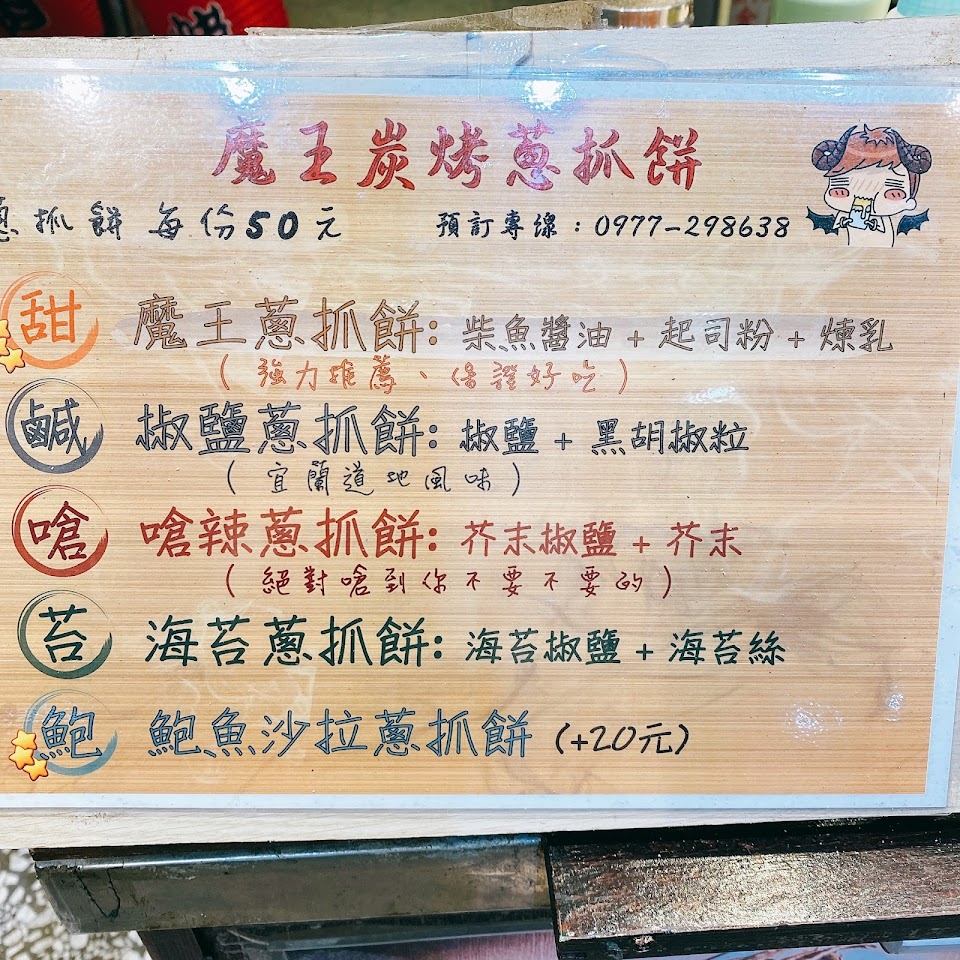 魔王炭烤蔥抓餅
蔥抓餅 每份50元
預訂專線：0977-298638
甜 魔王蔥抓餅: 柴魚醬油 + 起司粉 + 煉乳
(強力推薦、保證好吃)
鹹 椒鹽蔥抓餅: 椒鹽 + 黑胡椒粒
(宜蘭道地風味)
嗆 嗆辣蔥抓餅: 芥末椒鹽 + 芥末
(絕對嗆到你不要不要的)
苔 海苔蔥抓餅: 海苔椒鹽 + 海苔絲
鮑 鮑魚沙拉蔥抓餅 (+20元)